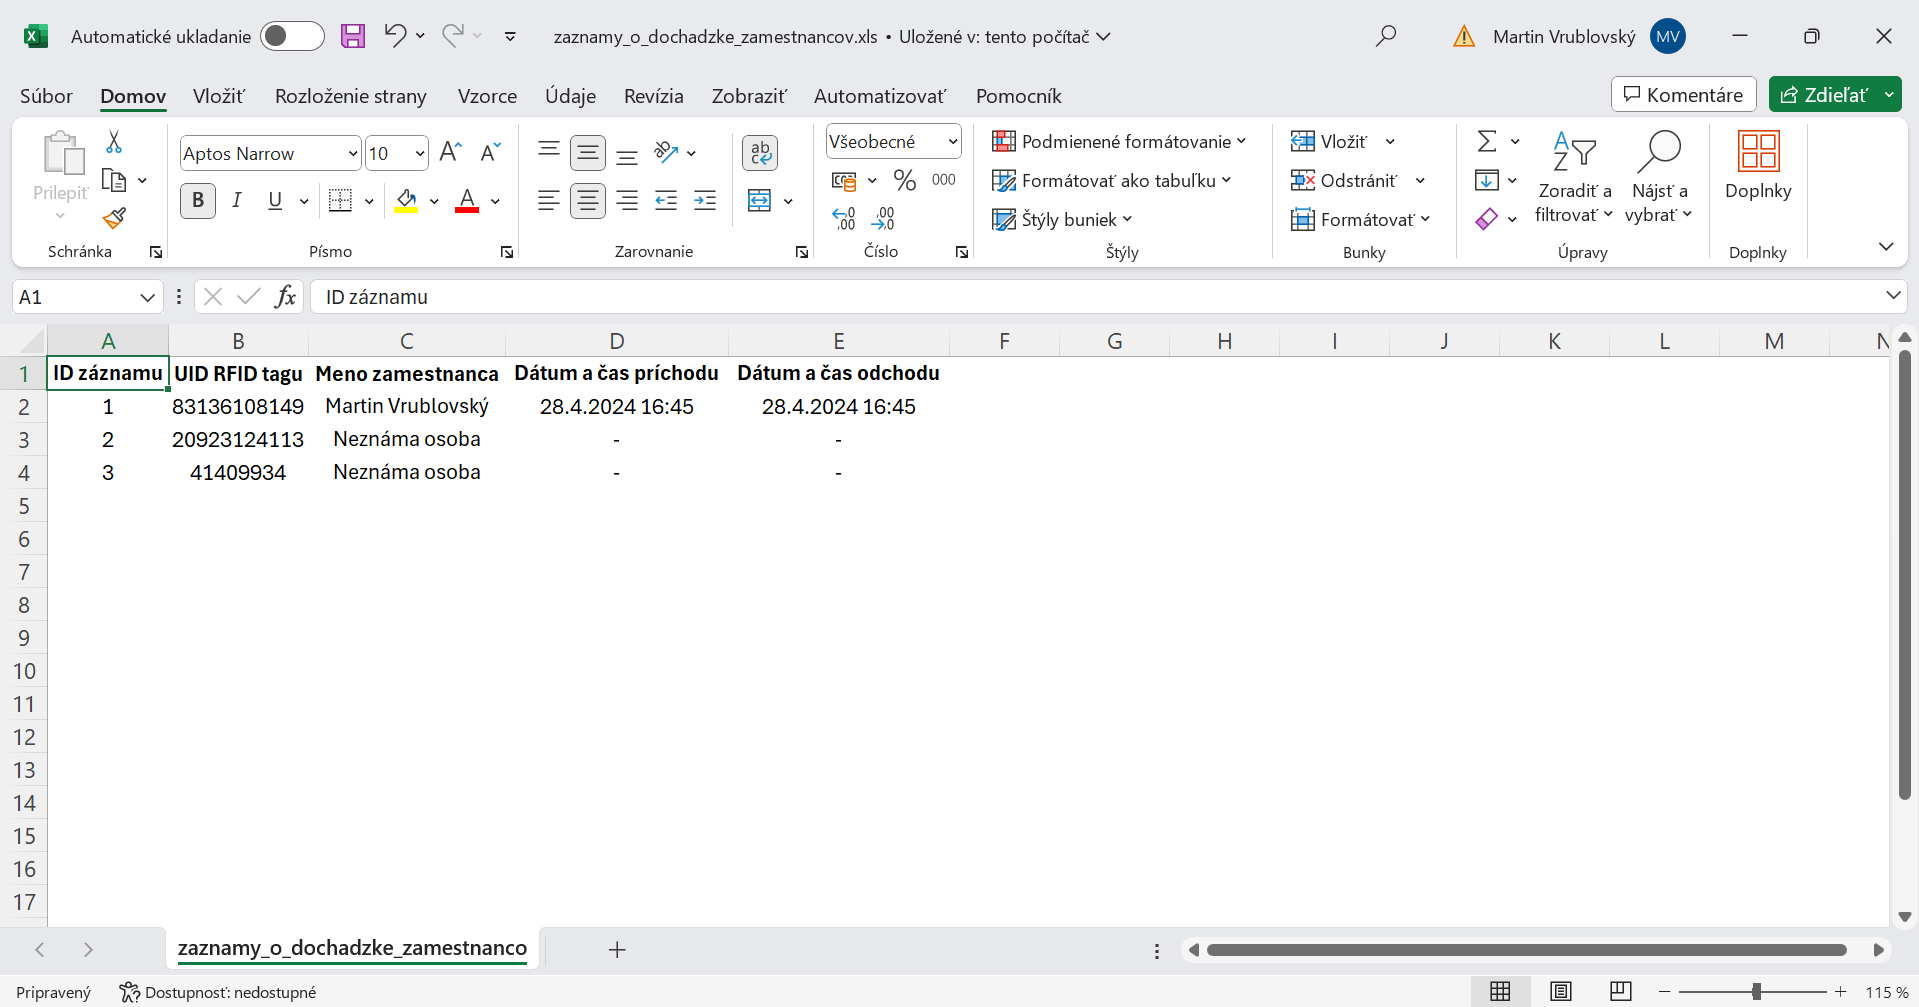 Automatické ukladanie
zaznamy_o_dochadzke_zamestnancov.xls • Uložené v: tento počítač
Martin Vrublovský MV
Súbor Domov Vložiť Rozloženie strany Vzorce Údaje Revízia Zobraziť Automatizovať Pomocník Komentáre Zdieľať
Prilepiť
Schránka
Aptos Narrow 10
B I U
Písmo
Zarovnanie
Všeobecné
% 000
Číslo
Podmienené formátovanie
Formátovať ako tabuľku
Štýly buniek
Štýly
Vložiť
Odstrániť
Formátovať
Bunky
Zoradiť a
filtrovať
Nájsť a
vybrať
Úpravy
Doplnky
Doplnky
A1 fx ID záznamu
A B C D E F G H I J K L M N
1 ID záznamu UID RFID tagu Meno zamestnanca Dátum a čas príchodu Dátum a čas odchodu
2 1 83136108149 Martin Vrublovský 28.4.2024 16:45 28.4.2024 16:45
3 2 20923124113 Neznáma osoba - -
4 3 41409934 Neznáma osoba - -
5
6
7
8
9
10
11
12
13
14
15
16
17
zaznamy_o_dochadzke_zamestnanco
Pripravený Dostupnosť: nedostupné 115 %